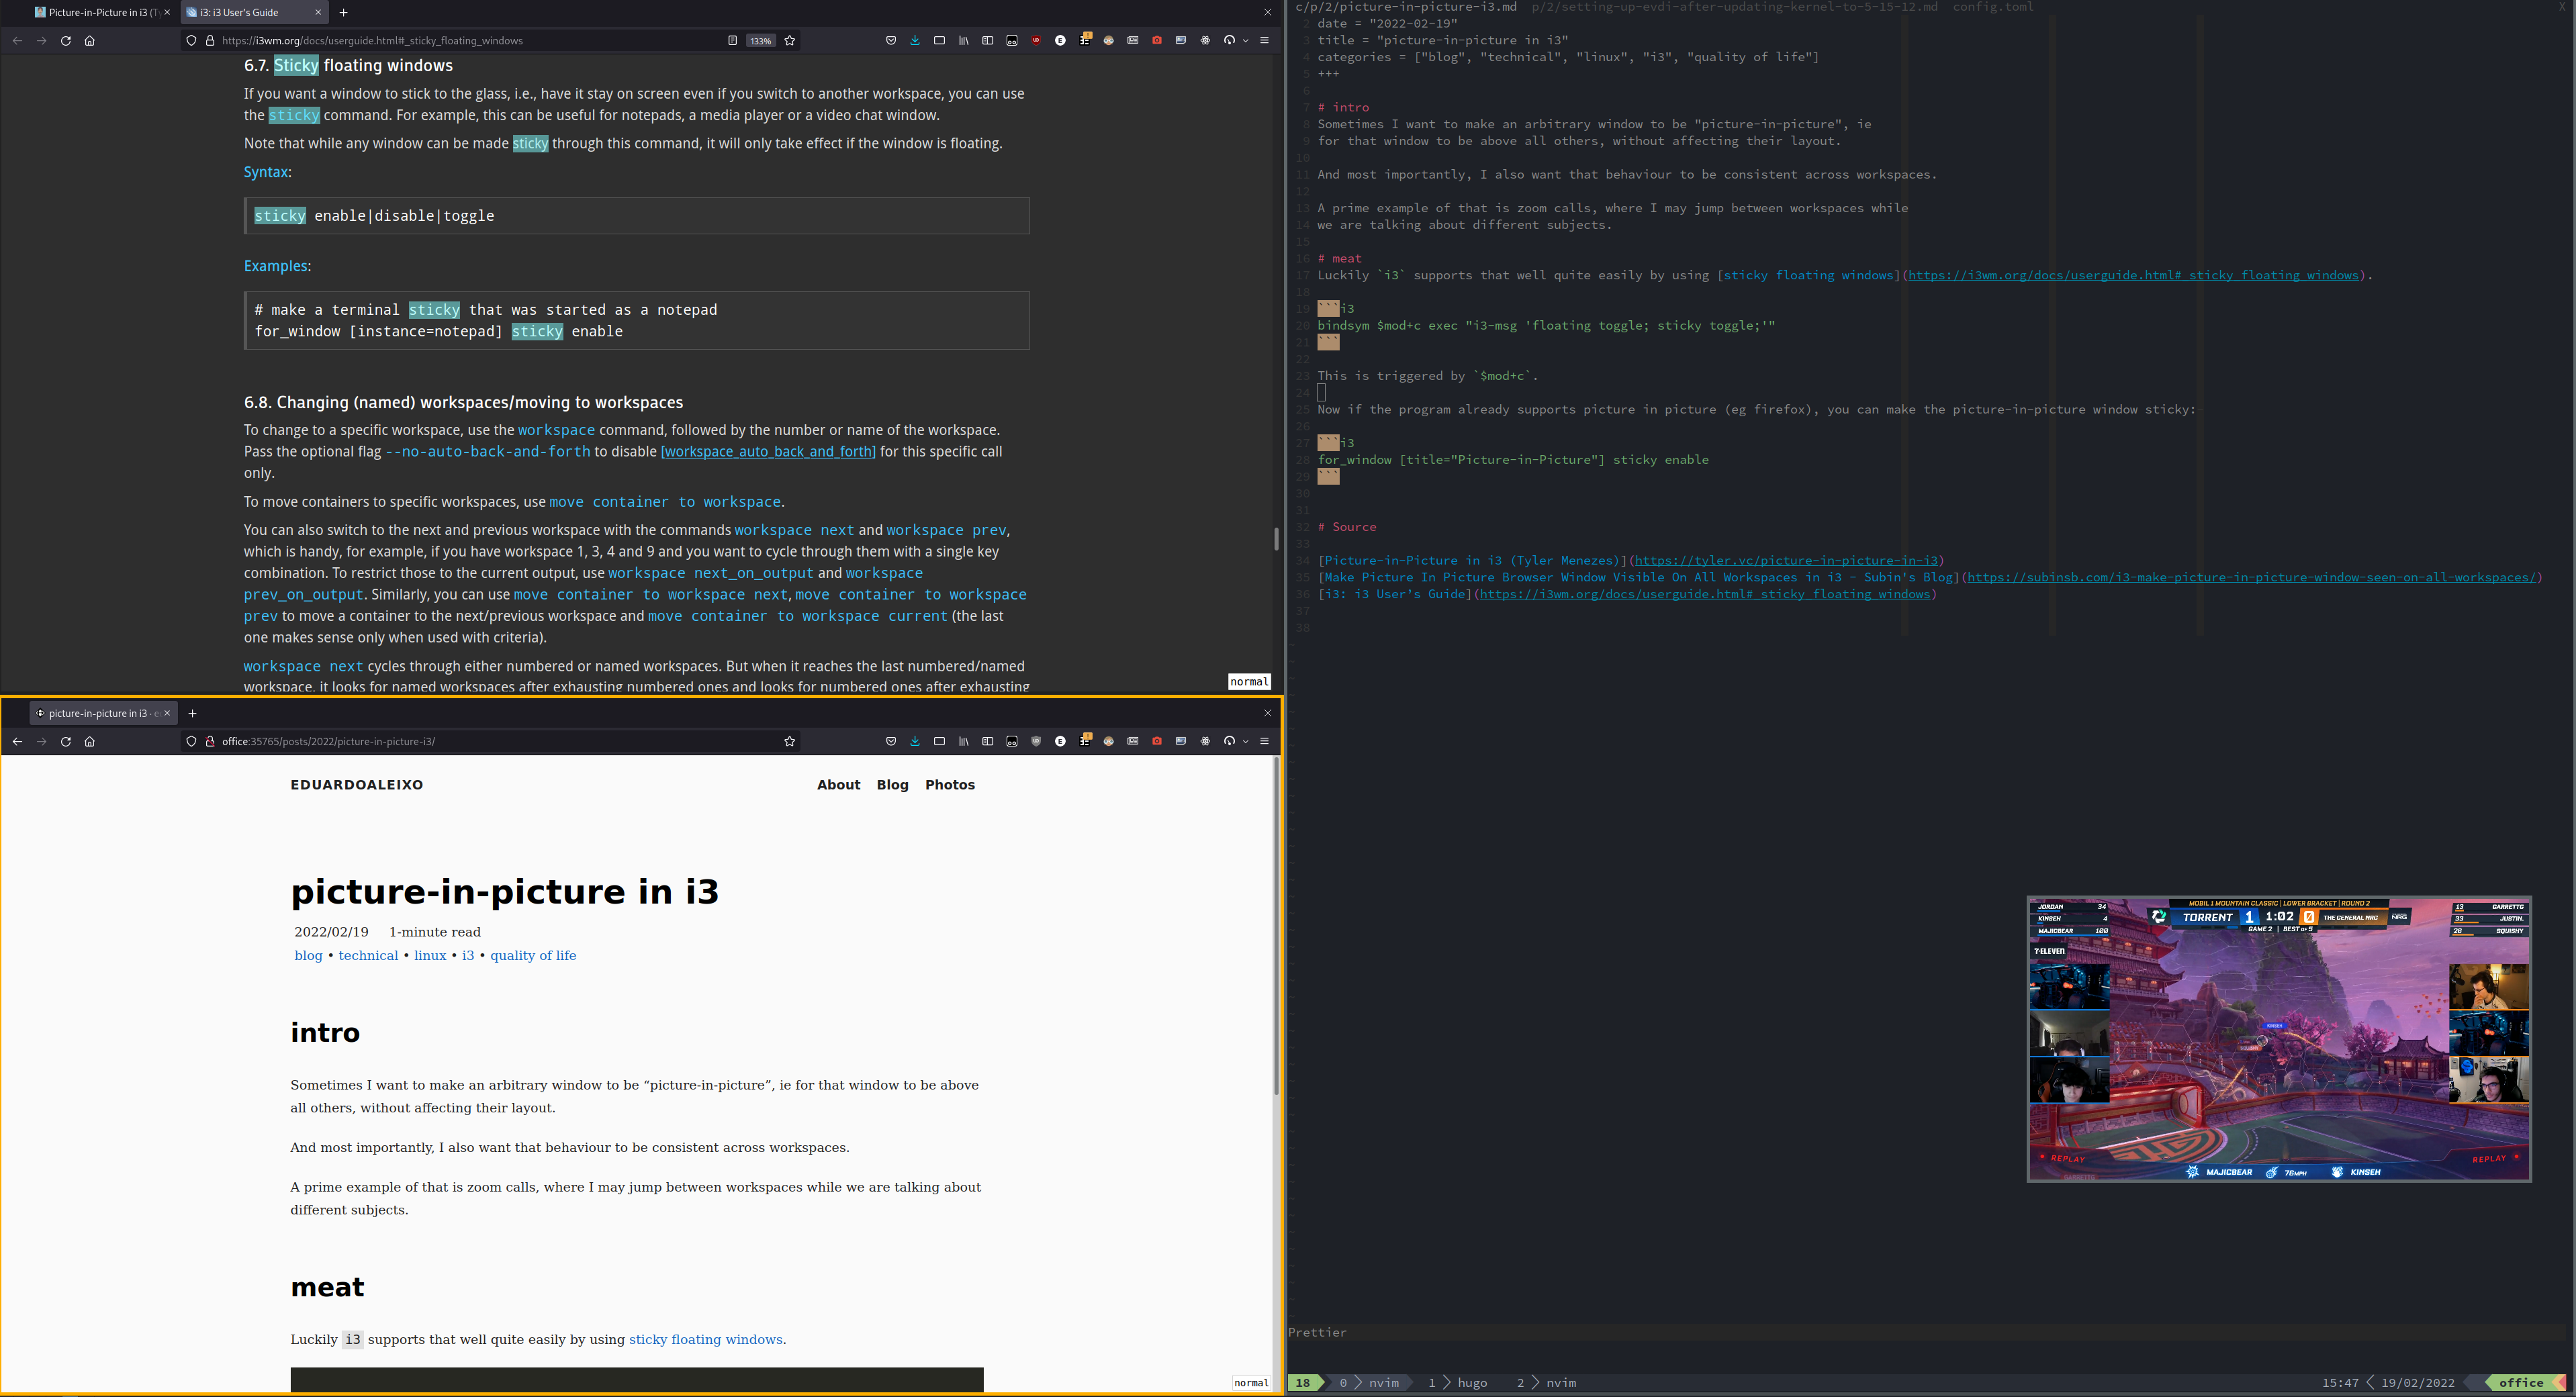 Picture-in-Picture in i3 (Ty
i3: i3 User's Guide
https://i3wm.org/docs/userguide.html#_sticky_floating_windows
133%
6.7. Sticky floating windows
If you want a window to stick to the glass, i.e., have it stay on screen even if you switch to another workspace, you can use
the sticky command. For example, this can be useful for notepads, a media player or a video chat window.
Note that while any window can be made sticky through this command, it will only take effect if the window is floating.
Syntax:
sticky enable|disable|toggle
Examples:
# make a terminal sticky that was started as a notepad
for_window [instance=notepad] sticky enable
6.8. Changing (named) workspaces/moving to workspaces
To change to a specific workspace, use the workspace command, followed by the number or name of the workspace.
Pass the optional flag --no-auto-back-and-forth to disable [workspace_auto_back_and_forth] for this specific call
only.
To move containers to specific workspaces, use move container to workspace.
You can also switch to the next and previous workspace with the commands workspace next and workspace prev,
which is handy, for example, if you have workspace 1, 3, 4 and 9 and you want to cycle through them with a single key
combination. To restrict those to the current output, use workspace next_on_output and workspace
prev_on_output. Similarly, you can use move container to workspace next, move container to workspace
prev to move a container to the next/previous workspace and move container to workspace current (the last
one makes sense only when used with criteria).
workspace next cycles through either numbered or named workspaces. But when it reaches the last numbered/named
workspace, it looks for named workspaces after exhausting numbered ones and looks for numbered ones after exhausting
normal
picture-in-picture in i3 - e
office:35765/posts/2022/picture-in-picture-i3/
EDUARDOALEIXO
About Blog Photos
picture-in-picture in i3
2022/02/19 1-minute read
blog • technical • linux • i3 • quality of life
intro
Sometimes I want to make an arbitrary window to be “picture-in-picture”, ie for that window to be above
all others, without affecting their layout.
And most importantly, I also want that behaviour to be consistent across workspaces.
A prime example of that is zoom calls, where I may jump between workspaces while we are talking about
different subjects.
meat
Luckily i3 supports that well quite easily by using sticky floating windows.
normal
c/p/2/picture-in-picture-i3.md p/2/setting-up-evdi-after-updating-kernel-to-5-15-12.md config.toml X
2 date = "2022-02-19"
3 title = "picture-in-picture in i3"
4 categories = ["blog", "technical", "linux", "i3", "quality of life"]
5 +++
6
7 # intro
8 Sometimes I want to make an arbitrary window to be "picture-in-picture", ie
9 for that window to be above all others, without affecting their layout.
10
11 And most importantly, I also want that behaviour to be consistent across workspaces.
12
13 A prime example of that is zoom calls, where I may jump between workspaces while
14 we are talking about different subjects.
15
16 # meat
17 Luckily `i3` supports that well quite easily by using [sticky floating windows](https://i3wm.org/docs/userguide.html#_sticky_floating_windows).
18
19 ```i3
20 bindsym $mod+c exec "i3-msg 'floating toggle; sticky toggle;'"
21 ```
22
23 This is triggered by `$mod+c`.
24
25 Now if the program already supports picture in picture (eg firefox), you can make the picture-in-picture window sticky:
26
27 ```i3
28 for_window [title="Picture-in-Picture"] sticky enable
29 ```
30
31
32 # Source
33
34 [Picture-in-Picture in i3 (Tyler Menezes)](https://tyler.vc/picture-in-picture-in-i3)
35 [Make Picture In Picture Browser Window Visible On All Workspaces in i3 - Subin's Blog](https://subinsb.com/i3-make-picture-in-picture-window-seen-on-all-workspaces/)
36 [i3: i3 User's Guide](https://i3wm.org/docs/userguide.html#_sticky_floating_windows)
37
38
MOBIL 1 MOUNTAIN CLASSIC | LOWER BRACKET | ROUND 2
JORDAN 34
KINSEH 4
MAJICBEAR 100
TORRENT 1 1:02 0 THE GENERAL NRG NRG
GAME 2 | BEST OF 5
13 GARRETTG
33 JUSTIN.
26 SQUISHY
T-ELEVEN
KINSEH
REPLAY
REPLAY
GARRETTG
MAJICBEAR 76MPH KINSEH
Prettier
18 0 nvim 1 hugo 2 nvim
15:47 19/02/2022 office